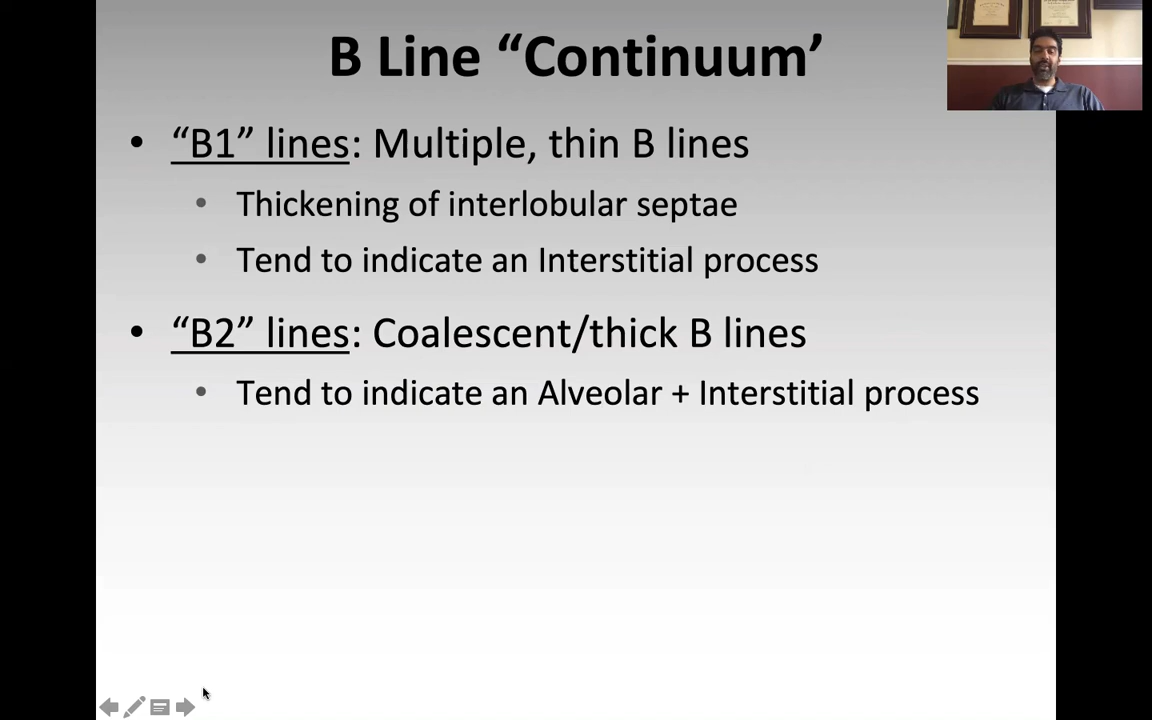 B Line “Continuum’
• “B1” lines: Multiple, thin B lines
• Thickening of interlobular septae
• Tend to indicate an Interstitial process
• “B2” lines: Coalescent/thick B lines
• Tend to indicate an Alveolar + Interstitial process